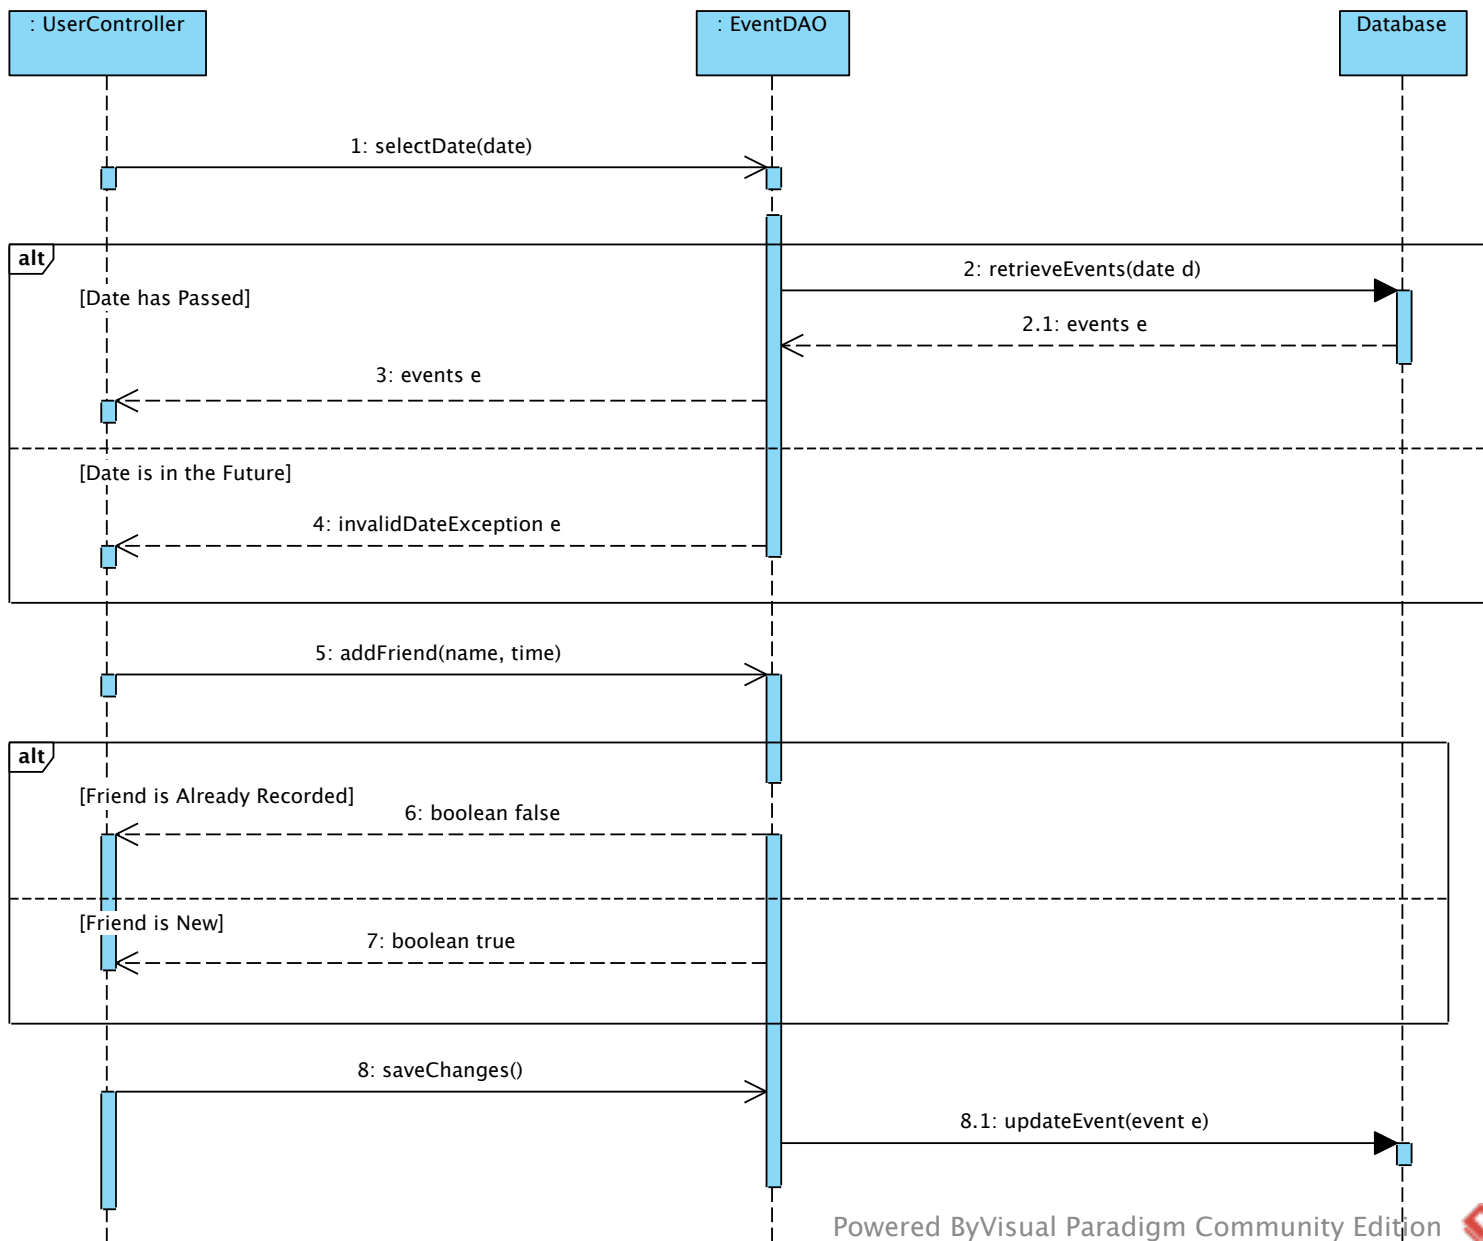 : UserController
: EventDAO
Database
1: selectDate(date)
alt
2: retrieveEvents(date d)
[Date has Passed]
2.1: events e
3: events e
[Date is in the Future]
4: invalidDateException e
5: addFriend(name, time)
alt
[Friend is Already Recorded]
6: boolean false
[Friend is New]
7: boolean true
8: saveChanges()
8.1: updateEvent(event e)
Powered ByVisual Paradigm Community Edition